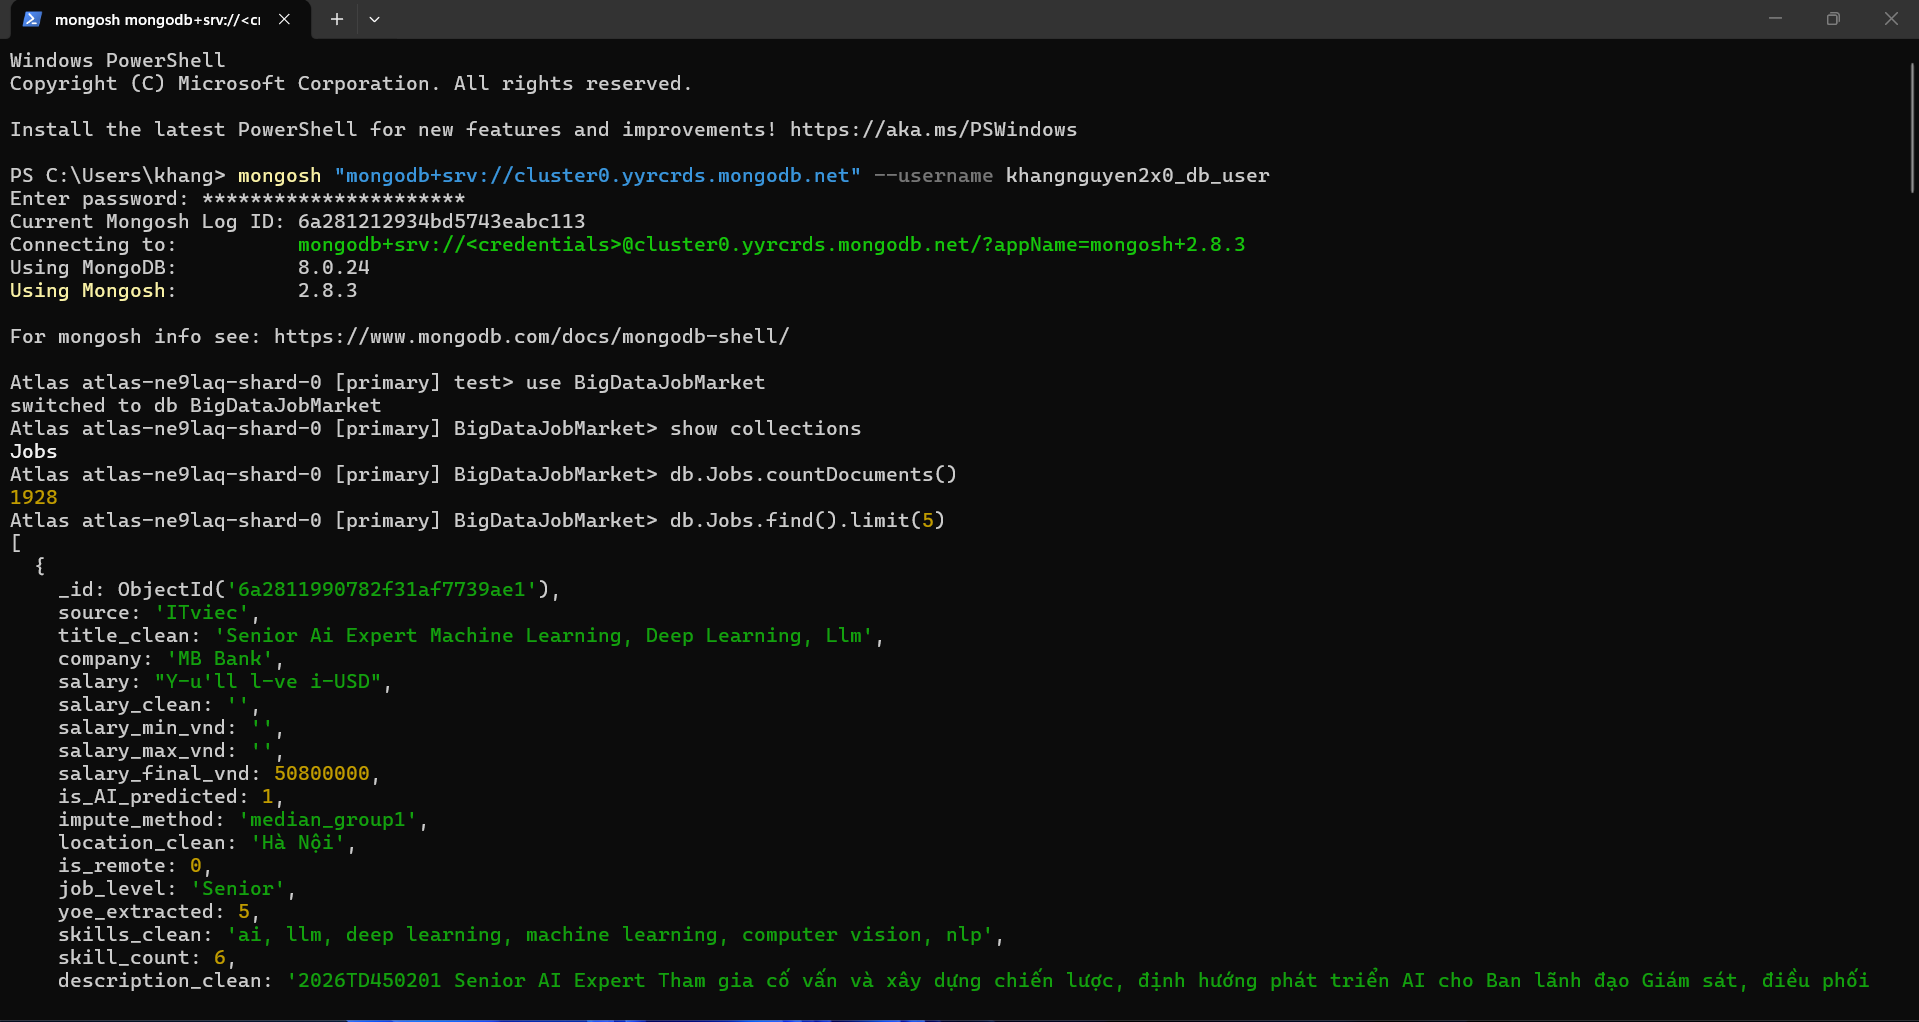 mongosh mongodb+srv://<cr
Windows PowerShell
Copyright (C) Microsoft Corporation. All rights reserved.
Install the latest PowerShell for new features and improvements! https://aka.ms/PSWindows
PS C:\Users\khang> mongosh "mongodb+srv://cluster0.yyrcrds.mongodb.net" --username khangnguyen2x0_db_user
Enter password: **********************
Current Mongosh Log ID: 6a281212934bd5743eabc113
Connecting to:          mongodb+srv://<credentials>@cluster0.yyrcrds.mongodb.net/?appName=mongosh+2.8.3
Using MongoDB:          8.0.24
Using Mongosh:          2.8.3
For mongosh info see: https://www.mongodb.com/docs/mongodb-shell/
Atlas atlas-ne9laq-shard-0 [primary] test> use BigDataJobMarket
switched to db BigDataJobMarket
Atlas atlas-ne9laq-shard-0 [primary] BigDataJobMarket> show collections
Jobs
Atlas atlas-ne9laq-shard-0 [primary] BigDataJobMarket> db.Jobs.countDocuments()
1928
Atlas atlas-ne9laq-shard-0 [primary] BigDataJobMarket> db.Jobs.find().limit(5)
[
  {
    _id: ObjectId('6a2811990782f31af7739ae1'),
    source: 'ITviec',
    title_clean: 'Senior Ai Expert Machine Learning, Deep Learning, Llm',
    company: 'MB Bank',
    salary: "Y-u'll l-ve i-USD",
    salary_clean: '',
    salary_min_vnd: '',
    salary_max_vnd: '',
    salary_final_vnd: 50800000,
    is_AI_predicted: 1,
    impute_method: 'median_group1',
    location_clean: 'Hà Nội',
    is_remote: 0,
    job_level: 'Senior',
    yoe_extracted: 5,
    skills_clean: 'ai, llm, deep learning, machine learning, computer vision, nlp',
    skill_count: 6,
    description_clean: '2026TD450201 Senior AI Expert Tham gia cố vấn và xây dựng chiến lược, định hướng phát triển AI cho Ban lãnh đạo Giám sát, điều phối